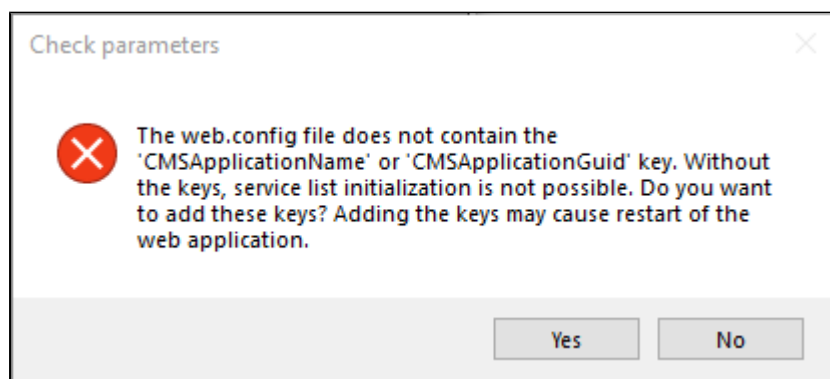 Check parameters
The web.config file does not contain the
'CMSApplicationName' or 'CMSApplicationGuid' key. Without
the keys, service list initialization is not possible. Do you want
to add these keys? Adding the keys may cause restart of the
web application.
Yes
No